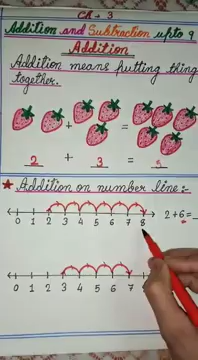 Ch - 3
Addition and Subtraction upto 9
Addition
Addition means putting thing
together.
+ =
2 + 3 = 5
★ Addition on number line :-
0 1 2 3 4 5 6 7 8
2 + 6 =
0 1 2 3 4 5 6 7